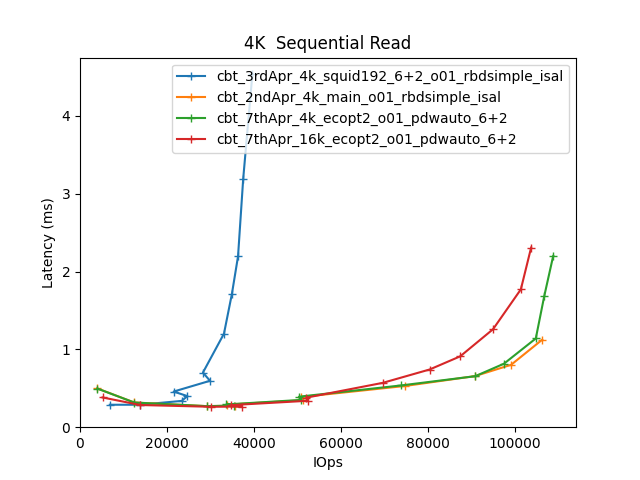 4K  Sequential Read
cbt_3rdApr_4k_squid192_6+2_o01_rbdsimple_isal
cbt_2ndApr_4k_main_o01_rbdsimple_isal
cbt_7thApr_4k_ecopt2_o01_pdwauto_6+2
cbt_7thApr_16k_ecopt2_o01_pdwauto_6+2
Latency (ms)
4
3
2
1
0
0 20000 40000 60000 80000 100000
IOps